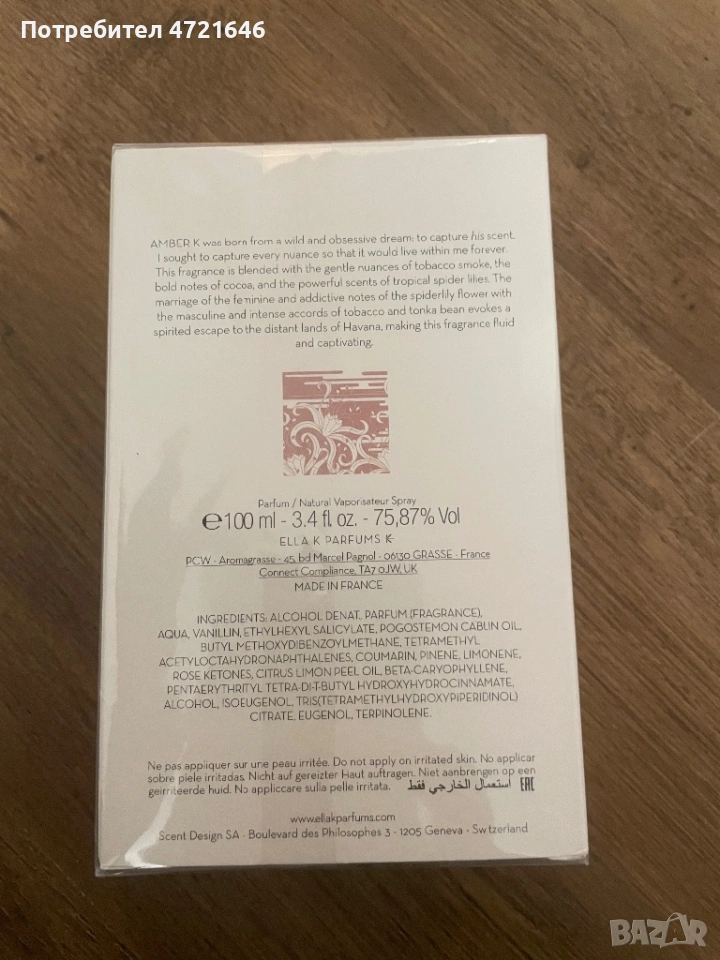 Потребител 4721646
AMBER K was born from a wild and obsessive dream: to capture his scent.
I sought to capture every nuance so that it would live within me forever.
This fragrance is blended with the gentle nuances of tobacco smoke, the
bold notes of cocoa, and the powerful scents of tropical spider lilies. The
marriage of the feminine and addictive notes of the spiderlily flower with
the masculine and intense accords of tobacco and tonka bean evokes a
spirited escape to the distant lands of Havana, making this fragrance fluid
and captivating.
Parfum / Natural Vaporisateur Spray
℮100 ml - 3.4 fl. oz. - 75,87% Vol
ELLA K PARFUMS K
PCW - Aromagrasse - 45, bd Marcel Pagnol - 06130 GRASSE - France
Connect Compliance, TA7 0JW, UK
MADE IN FRANCE
INGREDIENTS: ALCOHOL DENAT., PARFUM (FRAGRANCE),
AQUA, VANILLIN, ETHYLHEXYL SALICYLATE, POGOSTEMON CABLIN OIL,
BUTYL METHOXYDIBENZOYLMETHANE, TETRAMETHYL
ACETYLOCTAHYDRONAPHTHALENES, COUMARIN, PINENE, LIMONENE,
ROSE KETONES, CITRUS LIMON PEEL OIL, BETA-CARYOPHYLLENE,
PENTAERYTHRITYL TETRA-DI-T-BUTYL HYDROXYHYDROCINNAMATE,
ALCOHOL, ISOEUGENOL, TRIS(TETRAMETHYLHYDROXYPIPERIDINOL)
CITRATE, EUGENOL, TERPINOLENE.
Ne pas appliquer sur une peau irritée. Do not apply on irritated skin. No applicar
sobre piele irritadas. Nicht auf gereizter Haut auftragen. Niet aanbrengen op een
geïrriteerde huid. No appliccare sulla pelle irritata. استعمال الخارجي فقط EAC
www.ellakparfums.com
Scent Design SA - Boulevard des Philosophes 3 - 1205 Geneva - Swtzerland
BAZAR